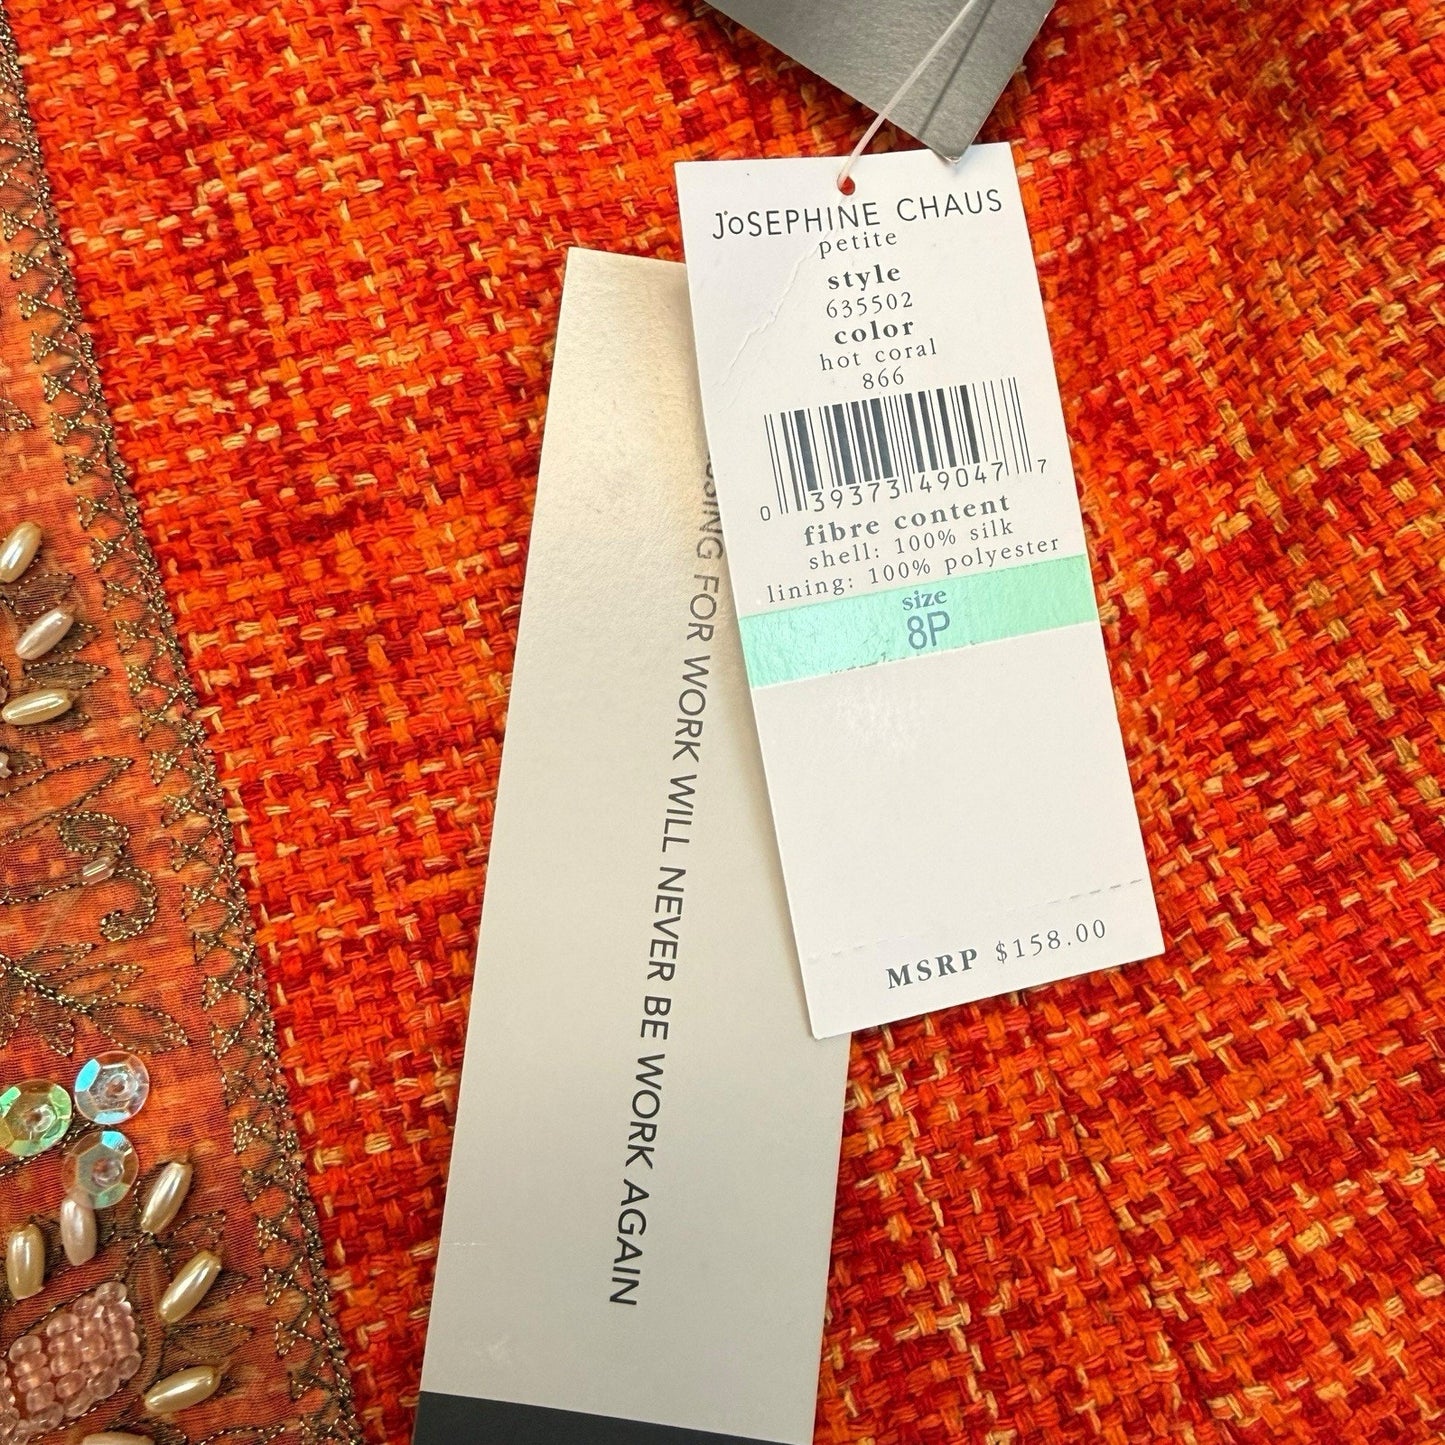 JOSEPHINE CHAUS
petite
style
635502
color
hot coral
866
0 39373 49047 7
fibre content
shell: 100% silk
lining: 100% polyester
size
8P
MSRP $158.00
FOR WORK WILL NEVER BE WORK AGAIN